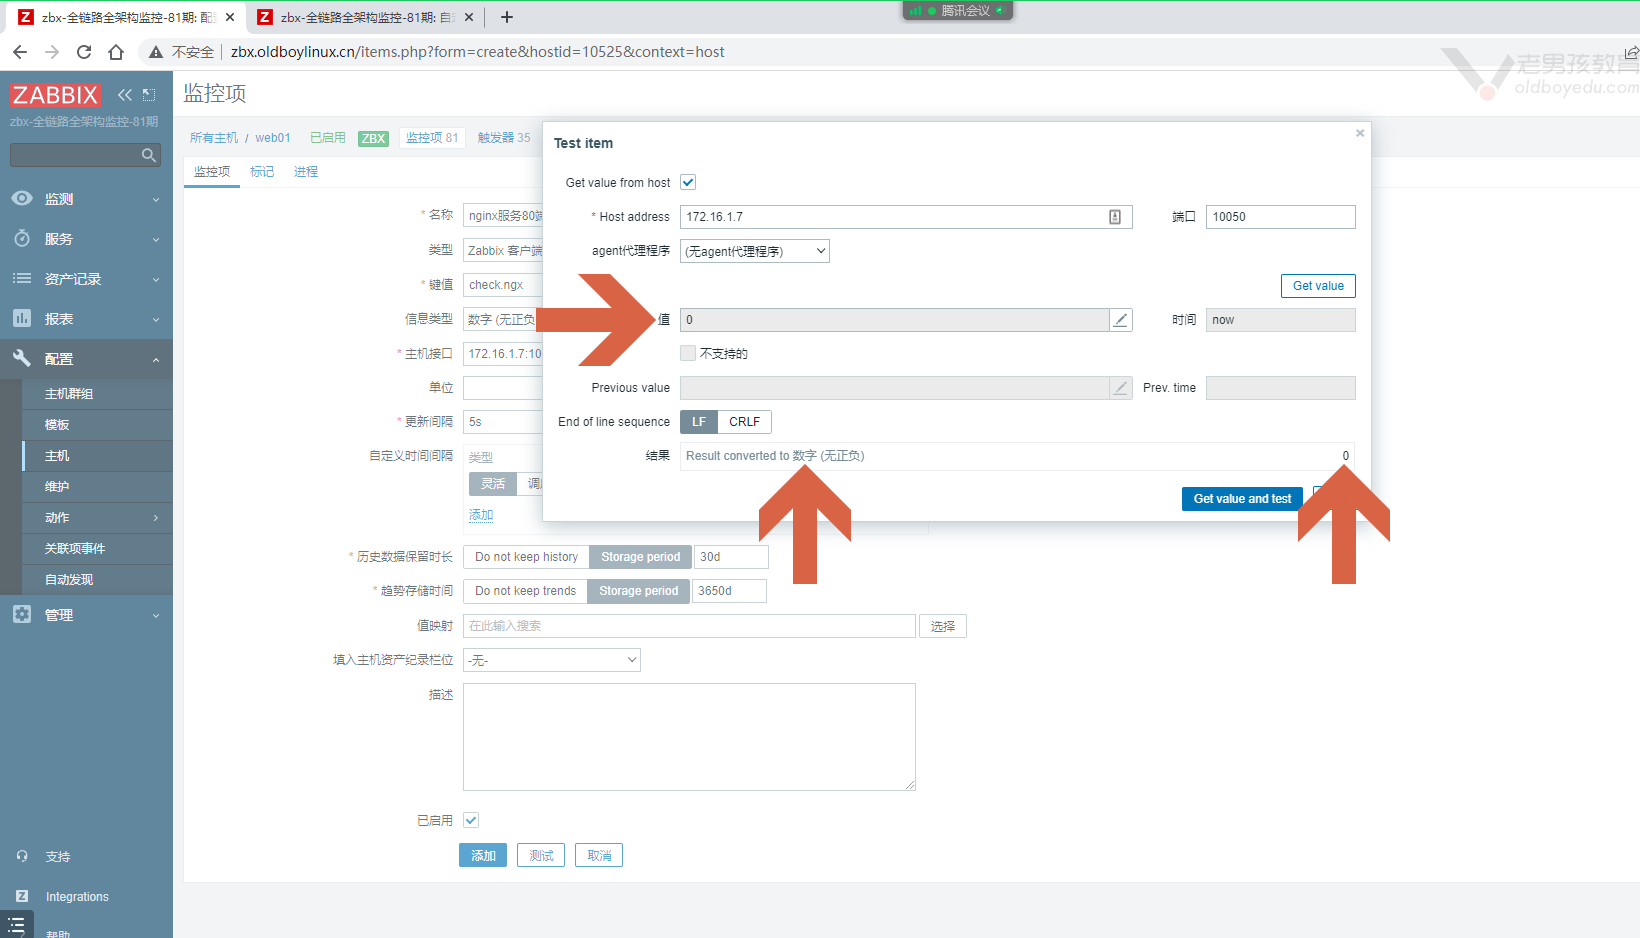 zbx-全链路全架构监控-81期: 配
zbx-全链路全架构监控-81期: 自
腾讯会议
不安全
zbx.oldboylinux.cn/items.php?form=create&hostid=10525&context=host
老男孩教育
oldboyedu.com
ZABBIX
zbx-全链路全架构监控-81期
监测
服务
资产记录
报表
配置
主机群组
模板
主机
维护
动作
关联项事件
自动发现
管理
支持
Integrations
帮助
监控项
所有主机 / web01 已启用 ZBX 监控项 81 触发器 35
监控项 标记 进程
* 名称 nginx服务80端
类型 Zabbix 客户端
* 键值 check.ngx
信息类型 数字 (无正负
* 主机接口 172.16.1.7:10
单位
* 更新间隔 5s
自定义时间间隔 类型
灵活 调
添加
* 历史数据保留时长 Do not keep history Storage period 30d
* 趋势存储时间 Do not keep trends Storage period 3650d
值映射 在此输入搜索 选择
填入主机资产纪录栏位 -无-
描述
已启用
添加 测试 取消
Test item
Get value from host
* Host address 172.16.1.7 端口 10050
agent代理程序 (无agent代理程序)
Get value
值 0 时间 now
不支持的
Previous value Prev. time
End of line sequence LF CRLF
结果 Result converted to 数字 (无正负) 0
Get value and test